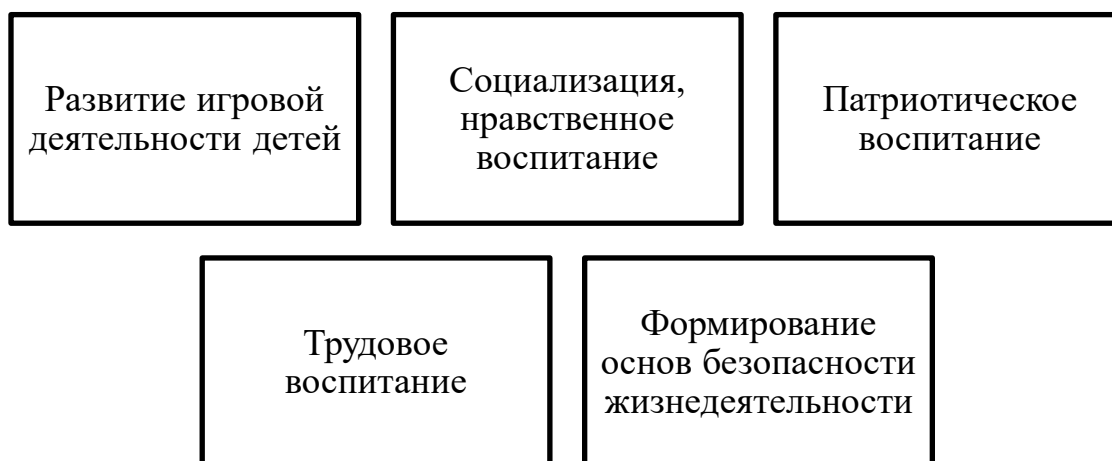 Развитие игровой
деятельности детей
Социализация,
нравственное
воспитание
Патриотическое
воспитание
Трудовое
воспитание
Формирование
основ безопасности
жизнедеятельности